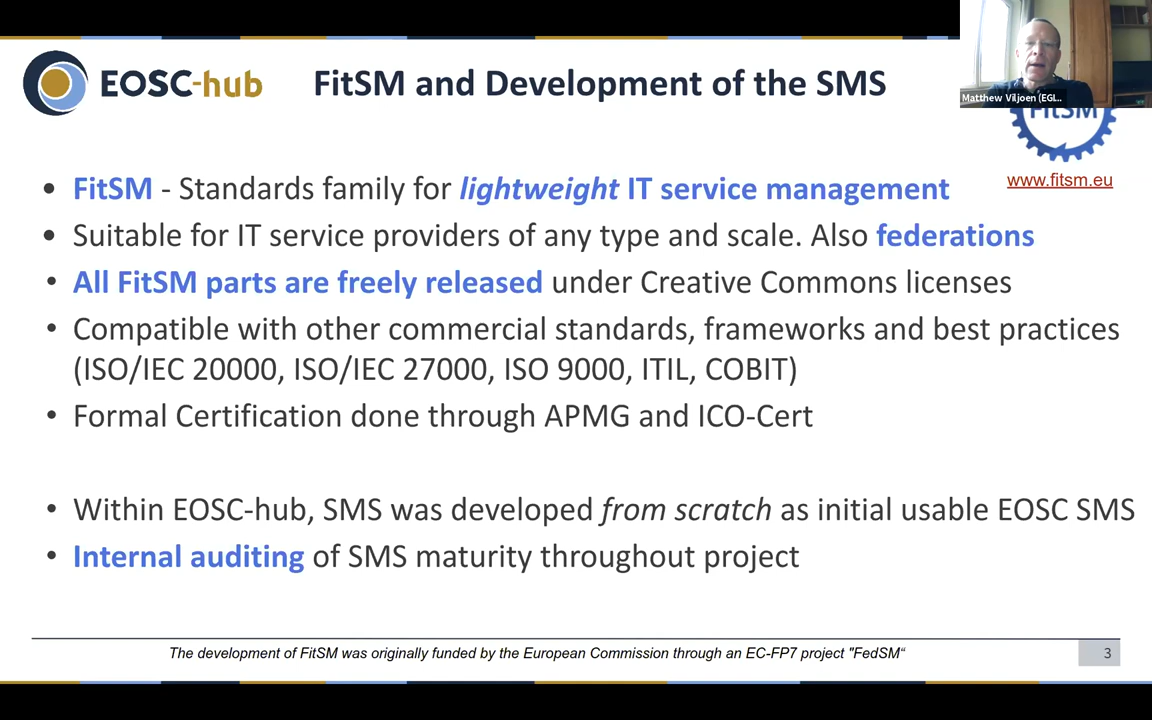 EOSC-hub
FitSM and Development of the SMS
Matthew Viljoen (EGI...
FitSM
www.fitsm.eu
• FitSM - Standards family for lightweight IT service management
• Suitable for IT service providers of any type and scale. Also federations
• All FitSM parts are freely released under Creative Commons licenses
• Compatible with other commercial standards, frameworks and best practices
(ISO/IEC 20000, ISO/IEC 27000, ISO 9000, ITIL, COBIT)
• Formal Certification done through APMG and ICO-Cert
• Within EOSC-hub, SMS was developed from scratch as initial usable EOSC SMS
• Internal auditing of SMS maturity throughout project
The development of FitSM was originally funded by the European Commission through an EC-FP7 project "FedSM“
3